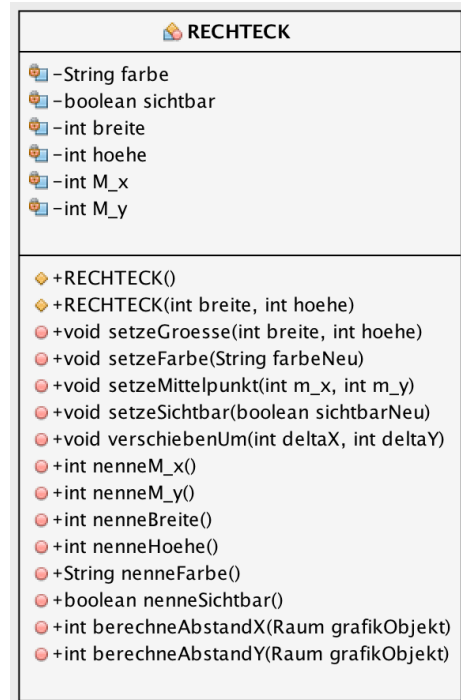 RECHTECK
-String farbe
-boolean sichtbar
-int breite
-int hoehe
-int M_x
-int M_y
+RECHTECK()
+RECHTECK(int breite, int hoehe)
+void setzeGroesse(int breite, int hoehe)
+void setzeFarbe(String farbeNeu)
+void setzeMittelpunkt(int m_x, int m_y)
+void setzeSichtbar(boolean sichtbarNeu)
+void verschiebenUm(int deltaX, int deltaY)
+int nenneM_x()
+int nenneM_y()
+int nenneBreite()
+int nenneHoehe()
+String nenneFarbe()
+boolean nenneSichtbar()
+int berechneAbstandX(Raum grafikObjekt)
+int berechneAbstandY(Raum grafikObjekt)